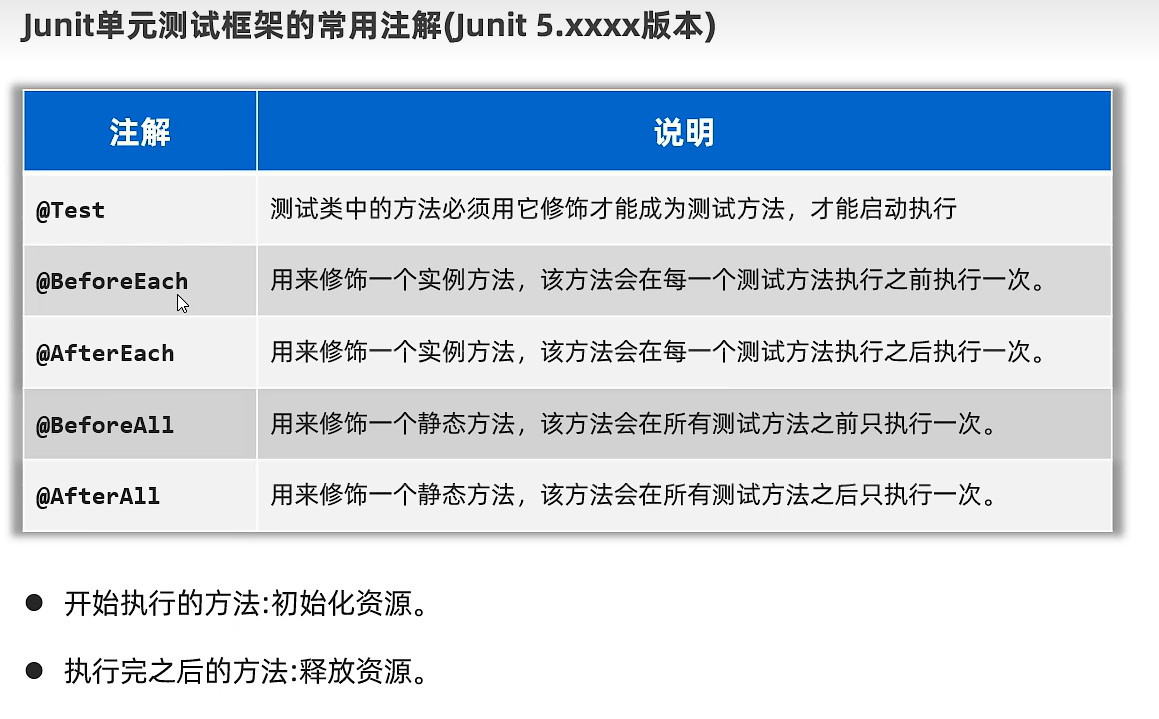 Junit单元测试框架的常用注解(Junit 5.xxxx版本)
注解 说明
@Test 测试类中的方法必须用它修饰才能成为测试方法，才能启动执行
@BeforeEach 用来修饰一个实例方法，该方法会在每一个测试方法执行之前执行一次。
@AfterEach 用来修饰一个实例方法，该方法会在每一个测试方法执行之后执行一次。
@BeforeAll 用来修饰一个静态方法，该方法会在所有测试方法之前只执行一次。
@AfterAll 用来修饰一个静态方法，该方法会在所有测试方法之后只执行一次。
● 开始执行的方法:初始化资源。
● 执行完之后的方法:释放资源。